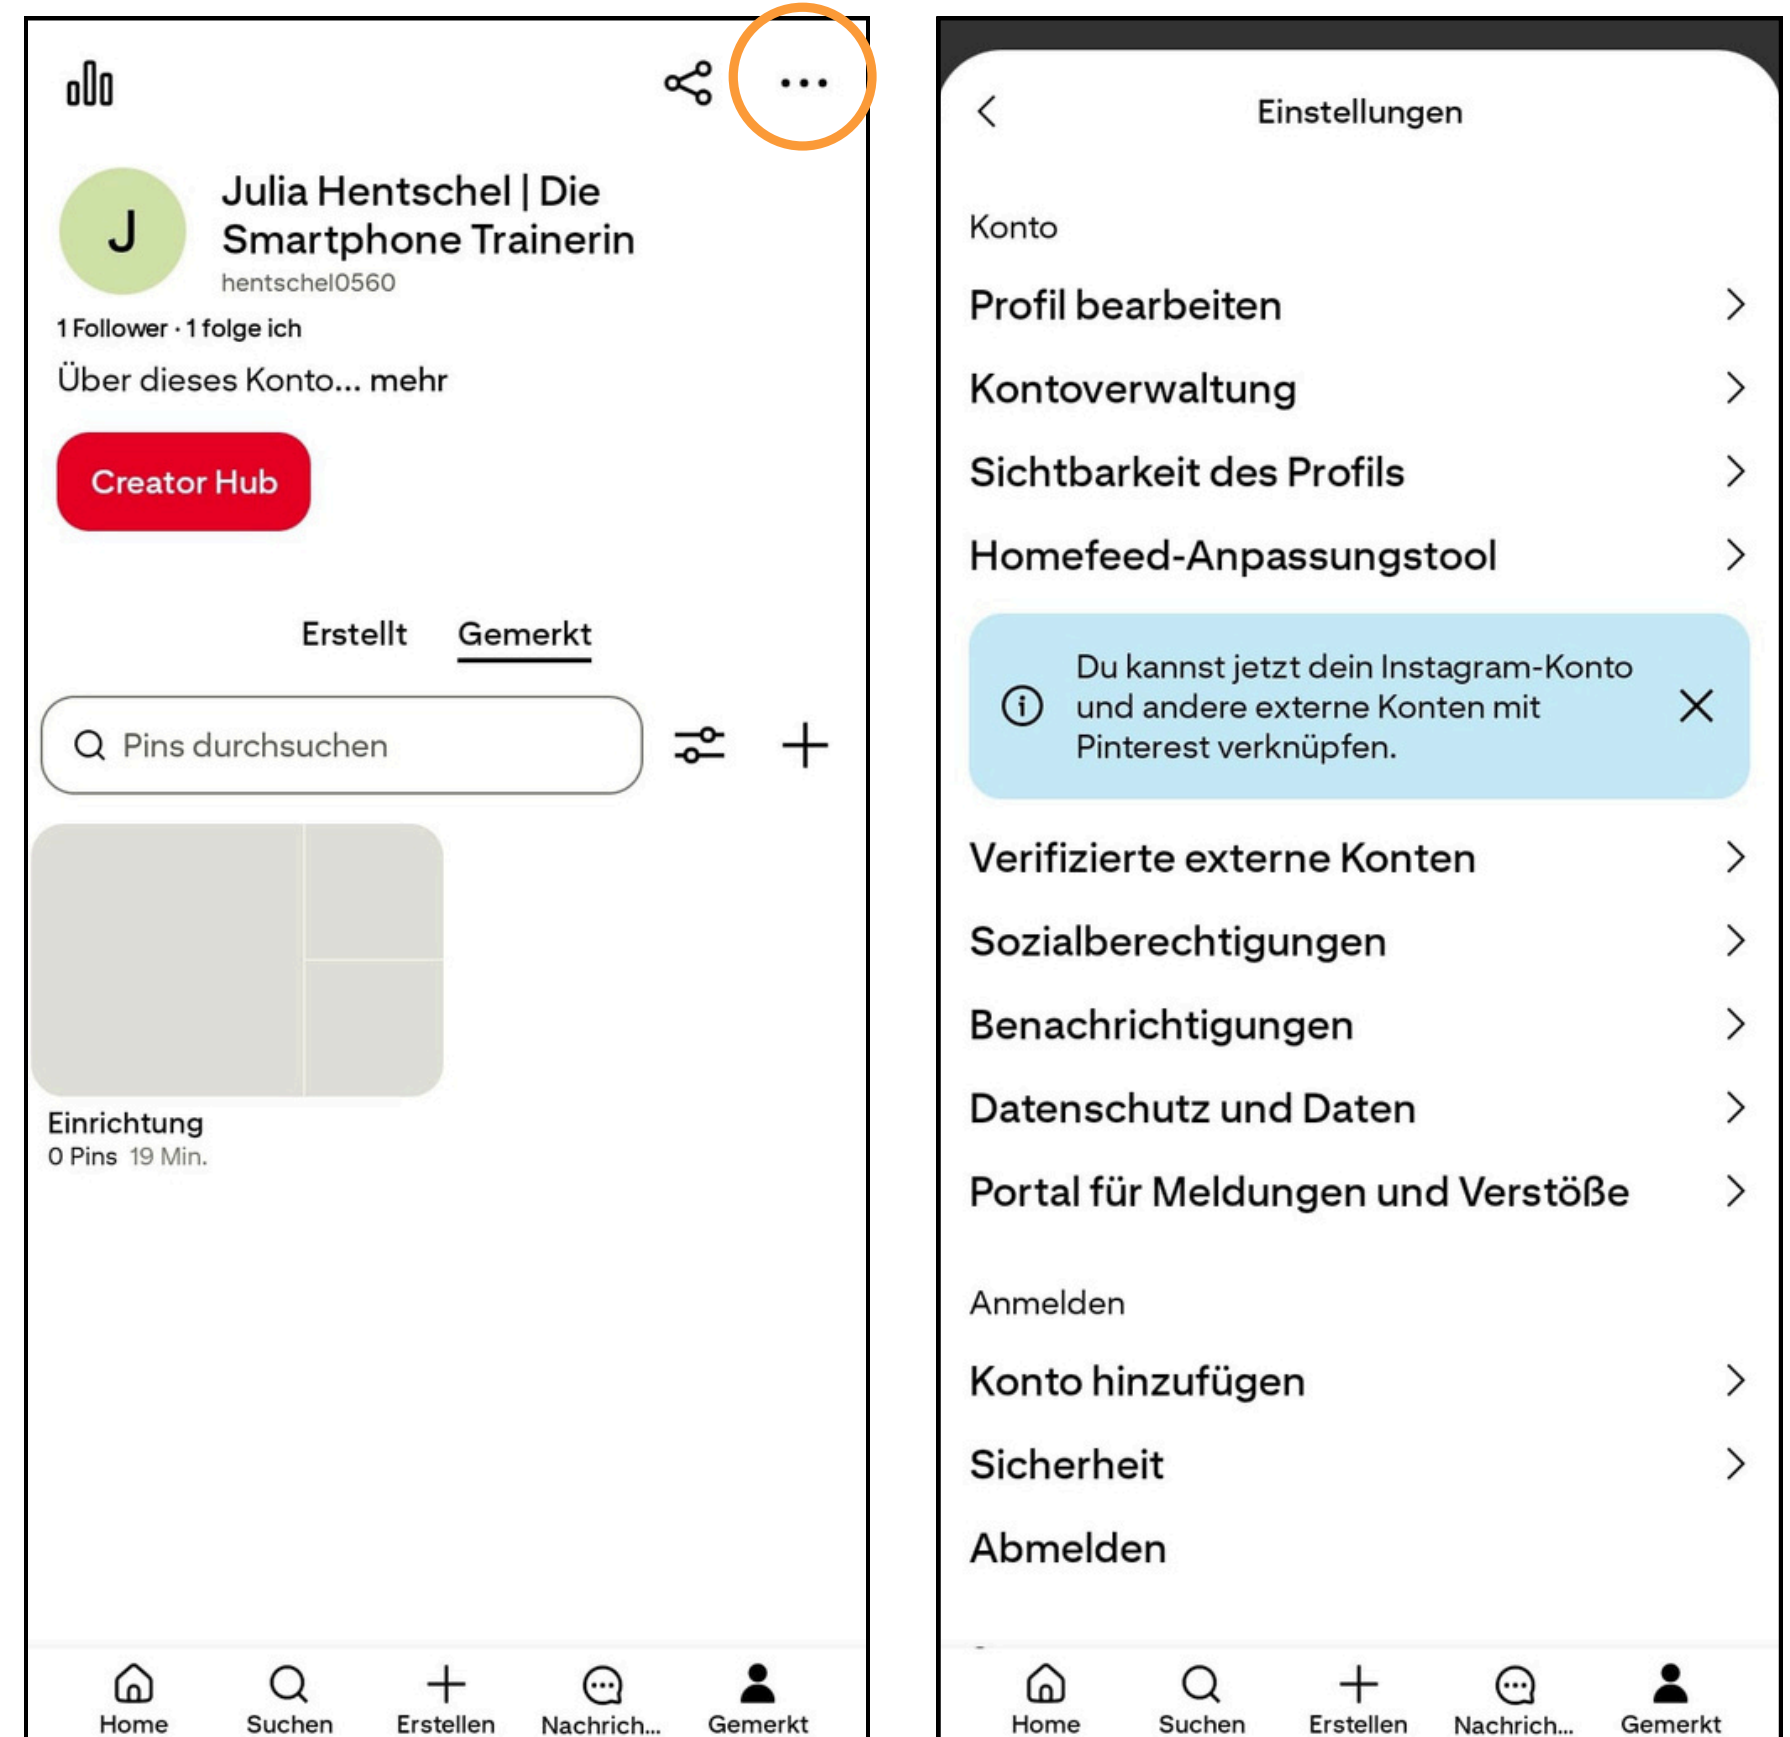 Julia Hentschel | Die
Smartphone Trainerin
J
hentschel0560
1 Follower · 1 folge ich
Über dieses Konto... mehr
Creator Hub
Erstellt Gemerkt
Pins durchsuchen
Einrichtung
0 Pins 19 Min.
Home Suchen Erstellen Nachrich... Gemerkt
Einstellungen
Konto
Profil bearbeiten
Kontoverwaltung
Sichtbarkeit des Profils
Homefeed-Anpassungstool
Du kannst jetzt dein Instagram-Konto
und andere externe Konten mit
Pinterest verknüpfen.
Verifizierte externe Konten
Sozialberechtigungen
Benachrichtigungen
Datenschutz und Daten
Portal für Meldungen und Verstöße
Anmelden
Konto hinzufügen
Sicherheit
Abmelden
Home Suchen Erstellen Nachrich... Gemerkt